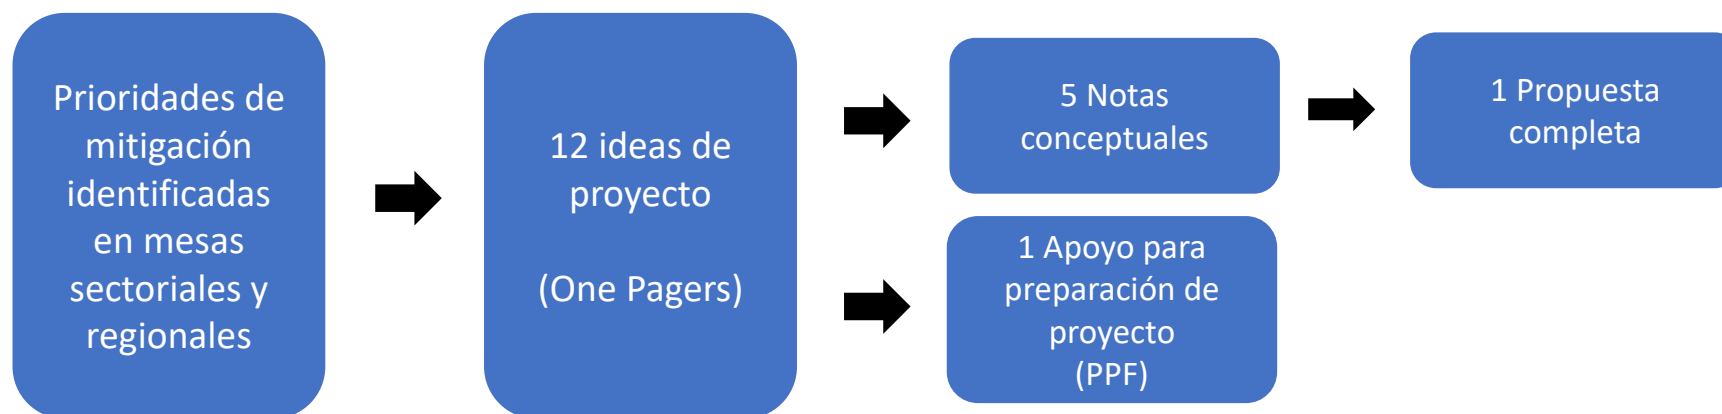 Prioridades de
mitigación
identificadas
en mesas
sectoriales y
regionales
12 ideas de
proyecto
(One Pagers)
5 Notas
conceptuales
1 Apoyo para
preparación de
proyecto
(PPF)
1 Propuesta
completa